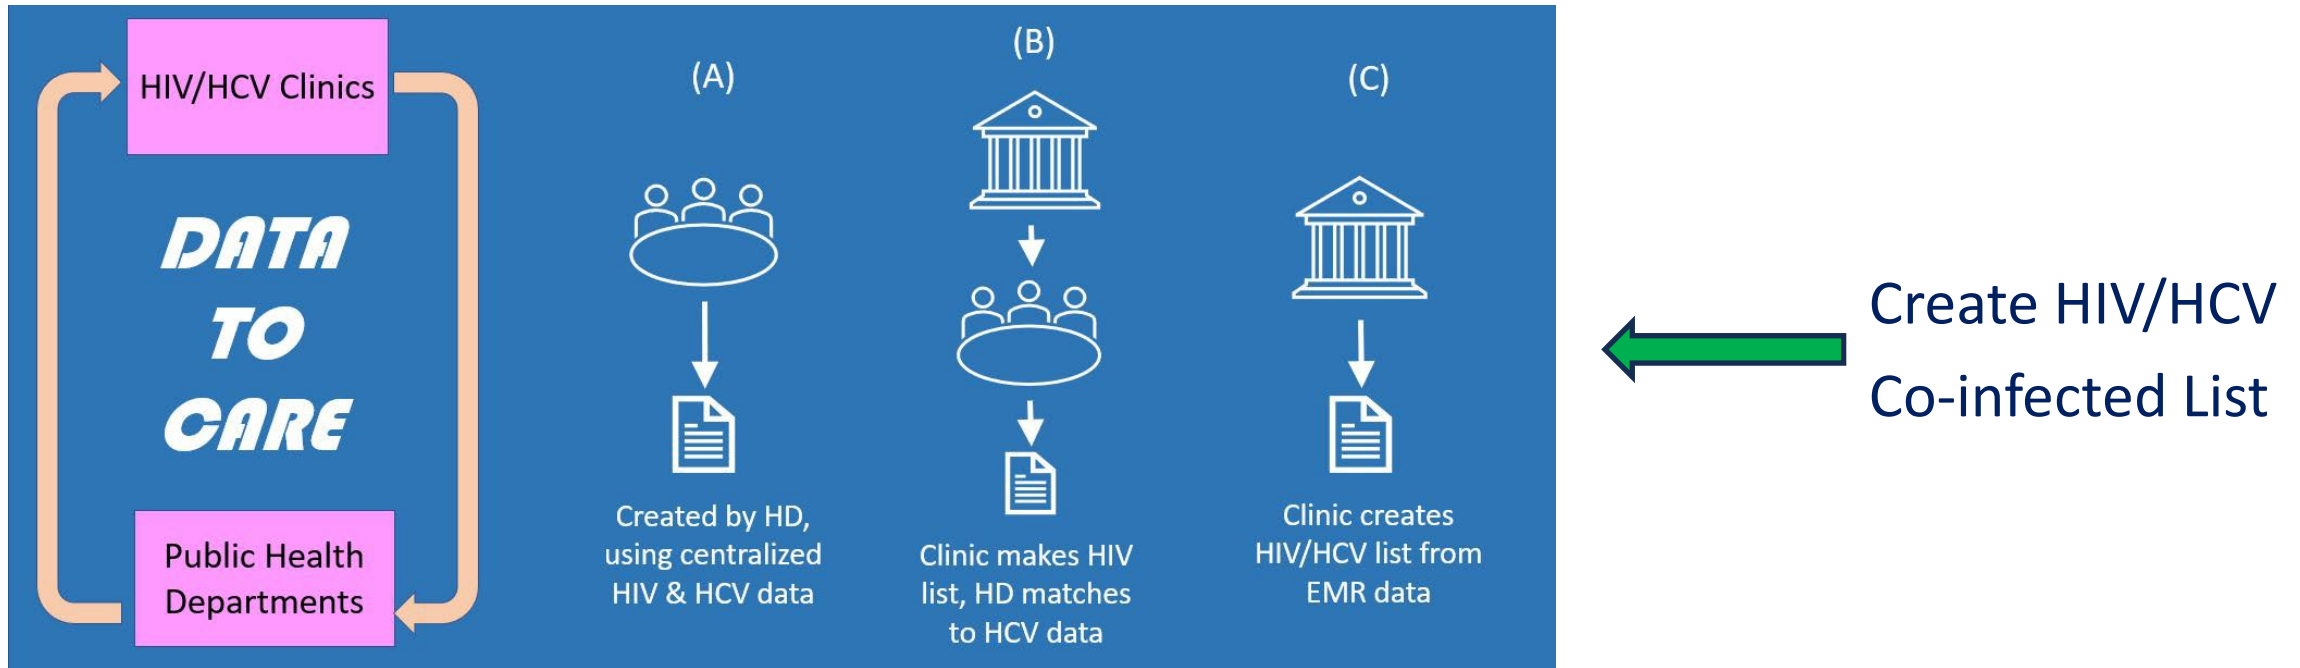 HIV/HCV Clinics
DATA
TO
CARE
Public Health
Departments
(A)
Created by HD,
using centralized
HIV & HCV data
(B)
Clinic makes HIV
list, HD matches
to HCV data
(C)
Clinic creates
HIV/HCV list from
EMR data
Create HIV/HCV
Co-infected List